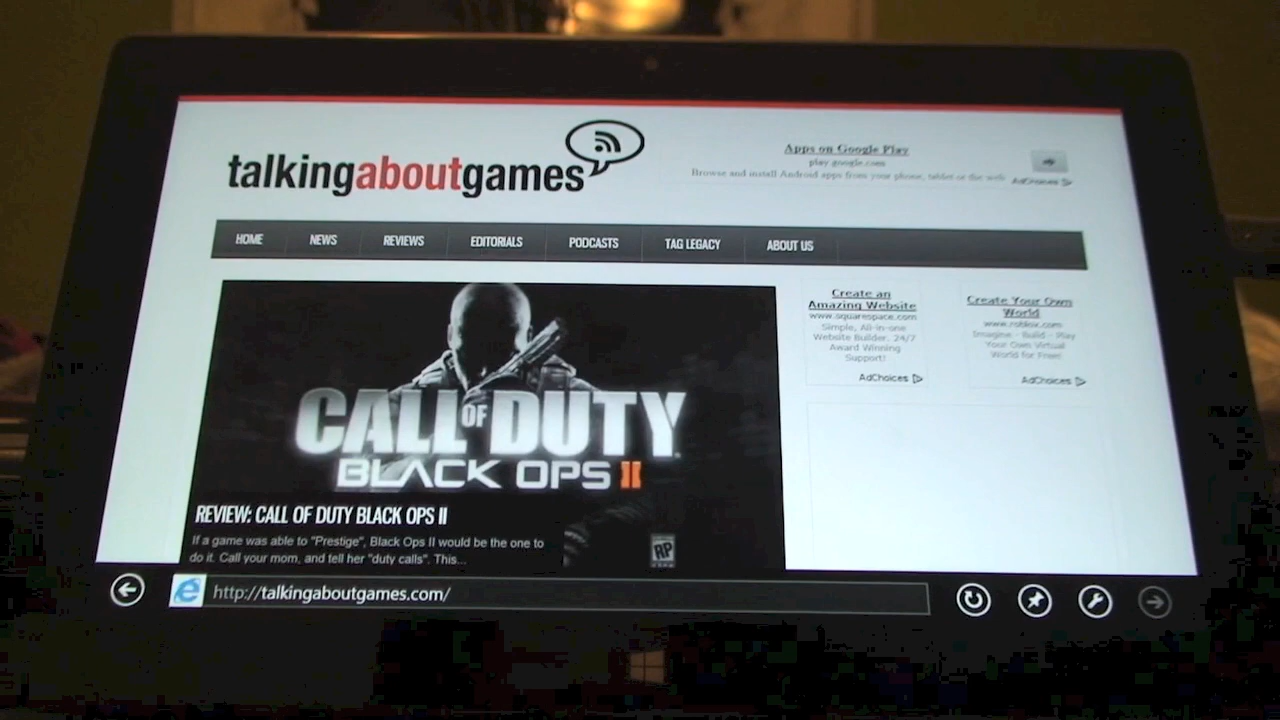 talkingaboutgames
Apps on Google Play
play.google.com
Browse and install Android apps from your phone, tablet or the web
AdChoices
HOME NEWS REVIEWS EDITORIALS PODCASTS TAG LEGACY ABOUT US
CALL OF DUTY
BLACK OPS II
REVIEW: CALL OF DUTY BLACK OPS II
If a game was able to "Prestige", Black Ops II would be the one to
do it. Call your mom, and tell her "duty calls". This...
RP
Create an
Amazing Website
www.squarespace.com
Simple, All-in-one
Website Builder. 24/7
Award Winning
Support!
AdChoices
Create Your Own
World
www.roblox.com
Imagine - Build - Play
Your Own Virtual
World for Free!
AdChoices
http://talkingaboutgames.com/